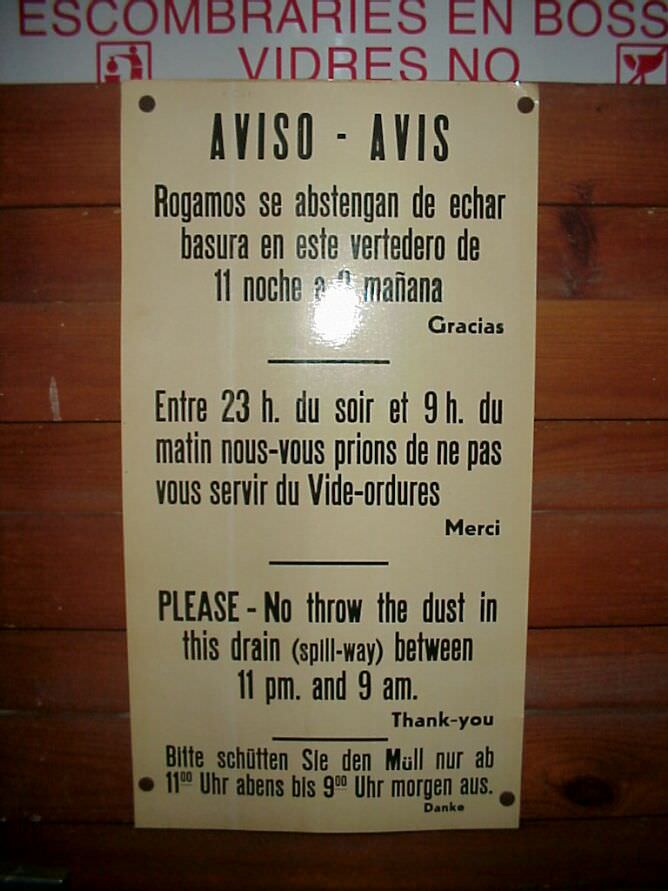 ESCOMBRARIES EN BOSS
VIDRES NO
AVISO - AVIS
Rogamos se abstengan de echar
basura en este vertedero de
11 noche a 9 mañana
Gracias
Entre 23 h. du soir et 9 h. du
matin nous-vous prions de ne pas
vous servir du Vide-ordures
Merci
PLEASE - No throw the dust in
this drain (spill-way) between
11 pm. and 9 am.
Thank-you
Bitte schütten Sie den Müll nur ab
11⁰⁰ Uhr abens bis 9⁰⁰ Uhr morgen aus.
Danke